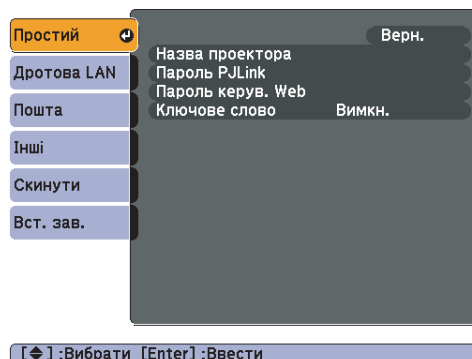 Простий
Верн.
Назва проектора
Дротова LAN
Пароль PJLink
Пароль керув. Web
Пошта
Ключове слово Вимкн.
Інші
Скинути
Вст. зав.
[◆] :Вибрати [Enter] :Ввести